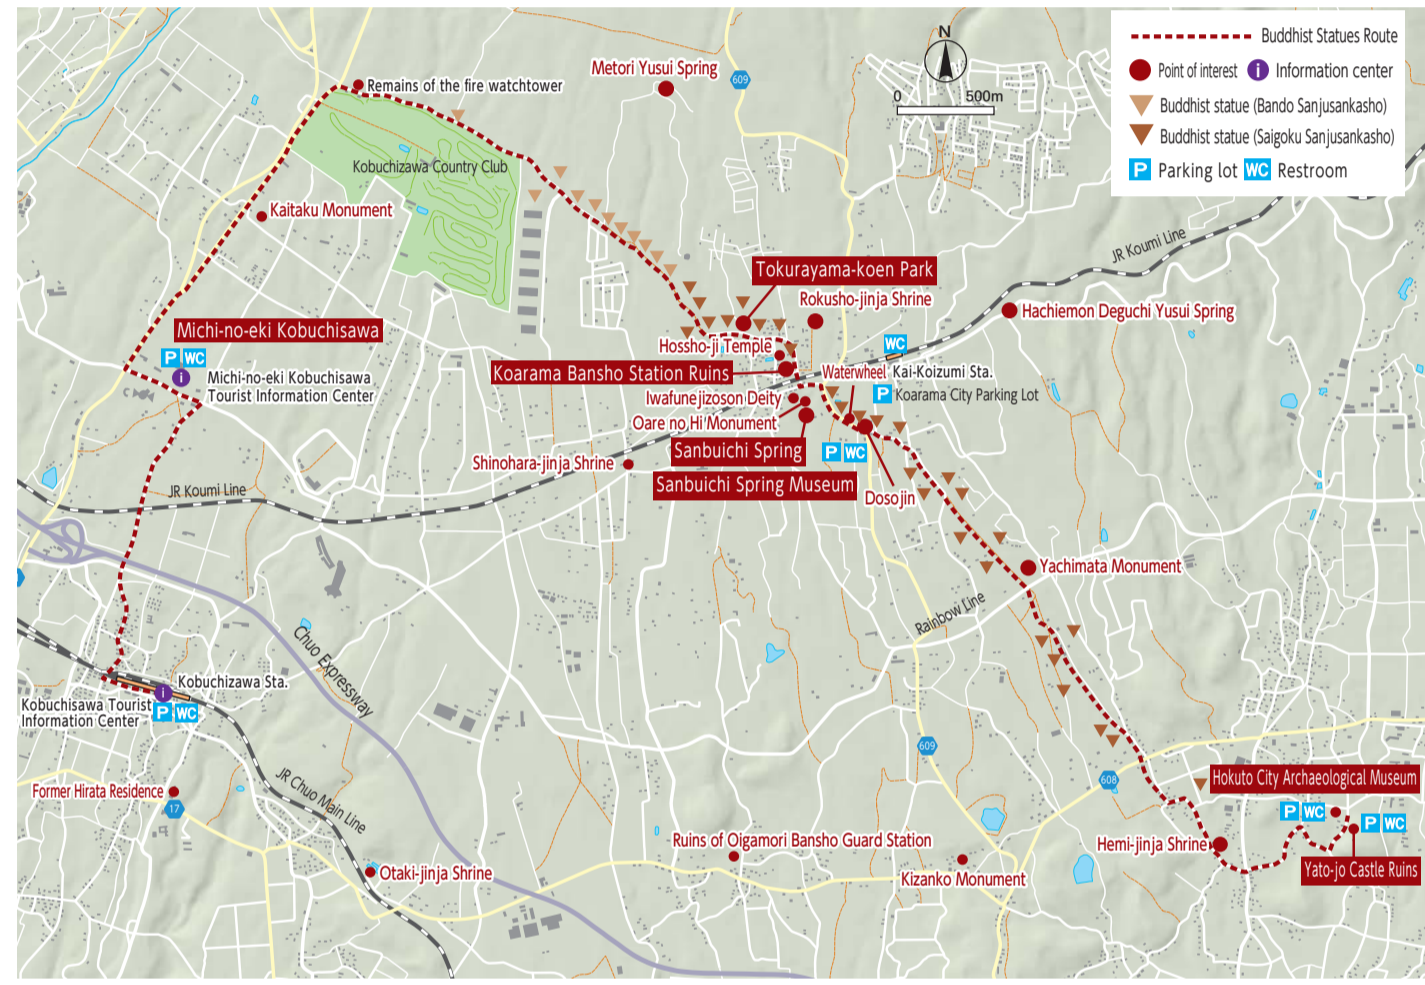 N
0 500m
Buddhist Statues Route
Point of interest
i Information center
Buddhist statue (Bando Sanjusankasho)
Buddhist statue (Saigoku Sanjusankasho)
P Parking lot WC Restroom
Metori Yusui Spring
609
Remains of the fire watchtower
Kobuchizawa Country Club
Kaitaku Monument
JR Koumi Line
Tokurayama-koen Park
Rokusho-jinja Shrine
Hachiemon Deguchi Yusui Spring
Michi-no-eki Kobuchisawa
P WC
i
Michi-no-eki Kobuchisawa
Tourist Information Center
Hossho-ji Temple
WC
Koarama Bansho Station Ruins
Waterwheel
Kai-Koizumi Sta.
P Koarama City Parking Lot
Iwafunejizoson Deity
Oare no Hi Monument
Sanbuichi Spring
P WC
Shinohara-jinja Shrine
Sanbuichi Spring Museum
Dosojin
JR Koumi Line
Yachimata Monument
Rainbow Line
Chuo Expressway
Kobuchizawa Sta.
i
Kobuchisawa Tourist
Information Center
P WC
609
608
Hokuto City Archaeological Museum
P WC
P WC
Former Hirata Residence
17
JR Chuo Main Line
Ruins of Oigamori Bansho Guard Station
Hemi-jinja Shrine
Yato-jo Castle Ruins
Otaki-jinja Shrine
Kizanko Monument